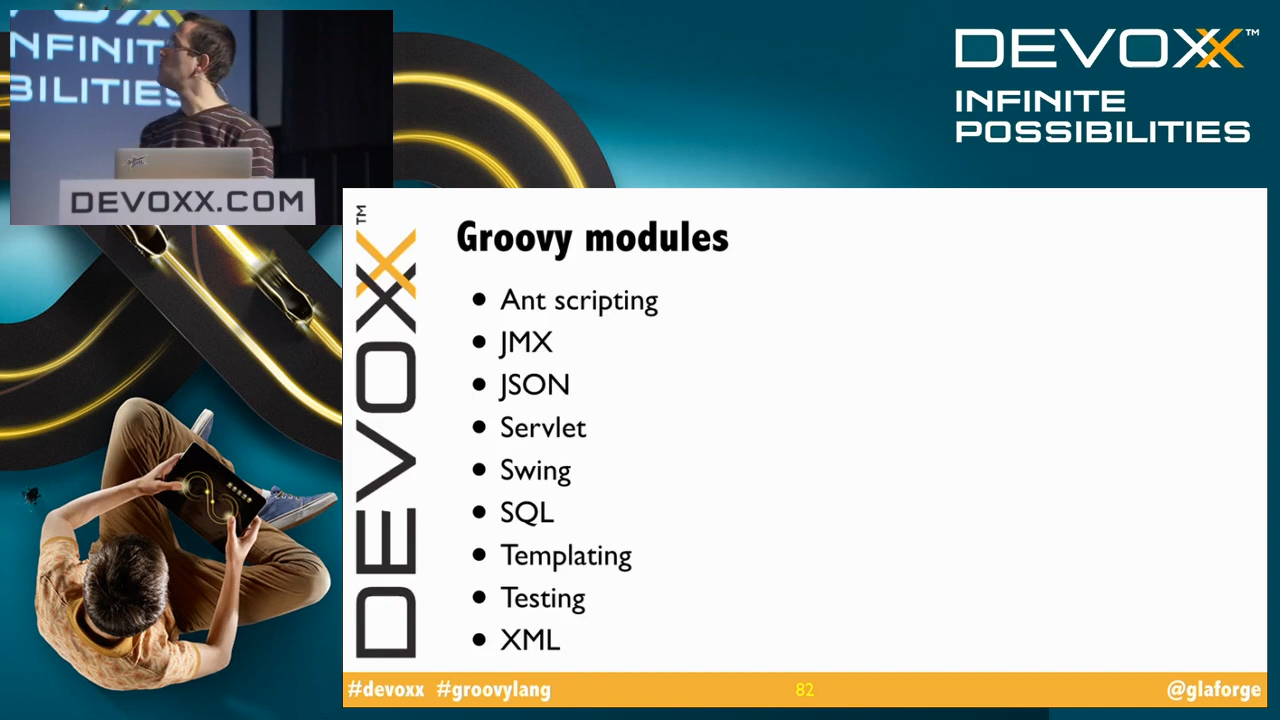 INFINIT
BILITIES
DEVOXX.COM
DEVOXX™
INFINITE
POSSIBILITIES
DEVOXX™
Groovy modules
• Ant scripting
• JMX
• JSON
• Servlet
• Swing
• SQL
• Templating
• Testing
• XML
#devoxx #groovylang
82
@glaforge